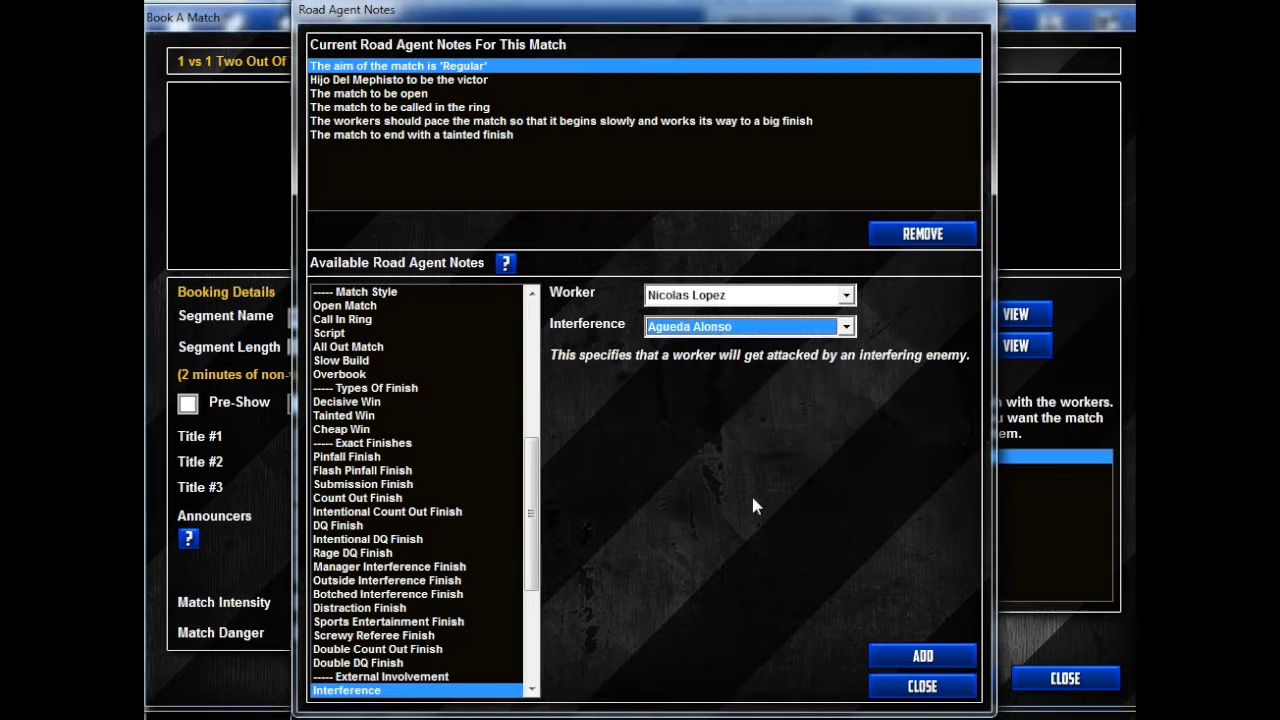 Book A Match
Road Agent Notes
1 vs 1 Two Out Of
Current Road Agent Notes For This Match
The aim of the match is 'Regular'
Hijo Del Mephisto to be the victor
The match to be open
The match to be called in the ring
The workers should pace the match so that it begins slowly and works its way to a big finish
The match to end with a tainted finish
REMOVE
Available Road Agent Notes ?
----- Match Style
Open Match
Call In Ring
Script
All Out Match
Slow Build
Overbook
----- Types Of Finish
Decisive Win
Tainted Win
Cheap Win
----- Exact Finishes
Pinfall Finish
Flash Pinfall Finish
Submission Finish
Count Out Finish
Intentional Count Out Finish
DQ Finish
Intentional DQ Finish
Rage DQ Finish
Manager Interference Finish
Outside Interference Finish
Botched Interference Finish
Distraction Finish
Sports Entertainment Finish
Screwy Referee Finish
Double Count Out Finish
Double DQ Finish
----- External Involvement
Interference
Worker Nicolas Lopez
Interference Agueda Alonso
This specifies that a worker will get attacked by an interfering enemy.
ADD
CLOSE
Booking Details
Segment Name
Segment Length
(2 minutes of non-
Pre-Show
Title #1
Title #2
Title #3
Announcers
?
Match Intensity
Match Danger
VIEW
VIEW
with the workers.
u want the match
em.
CLOSE